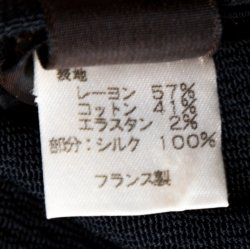 表地
レーヨン 57%
コットン 41%
エラスタン 2%
部分:シルク 100%
フランス製